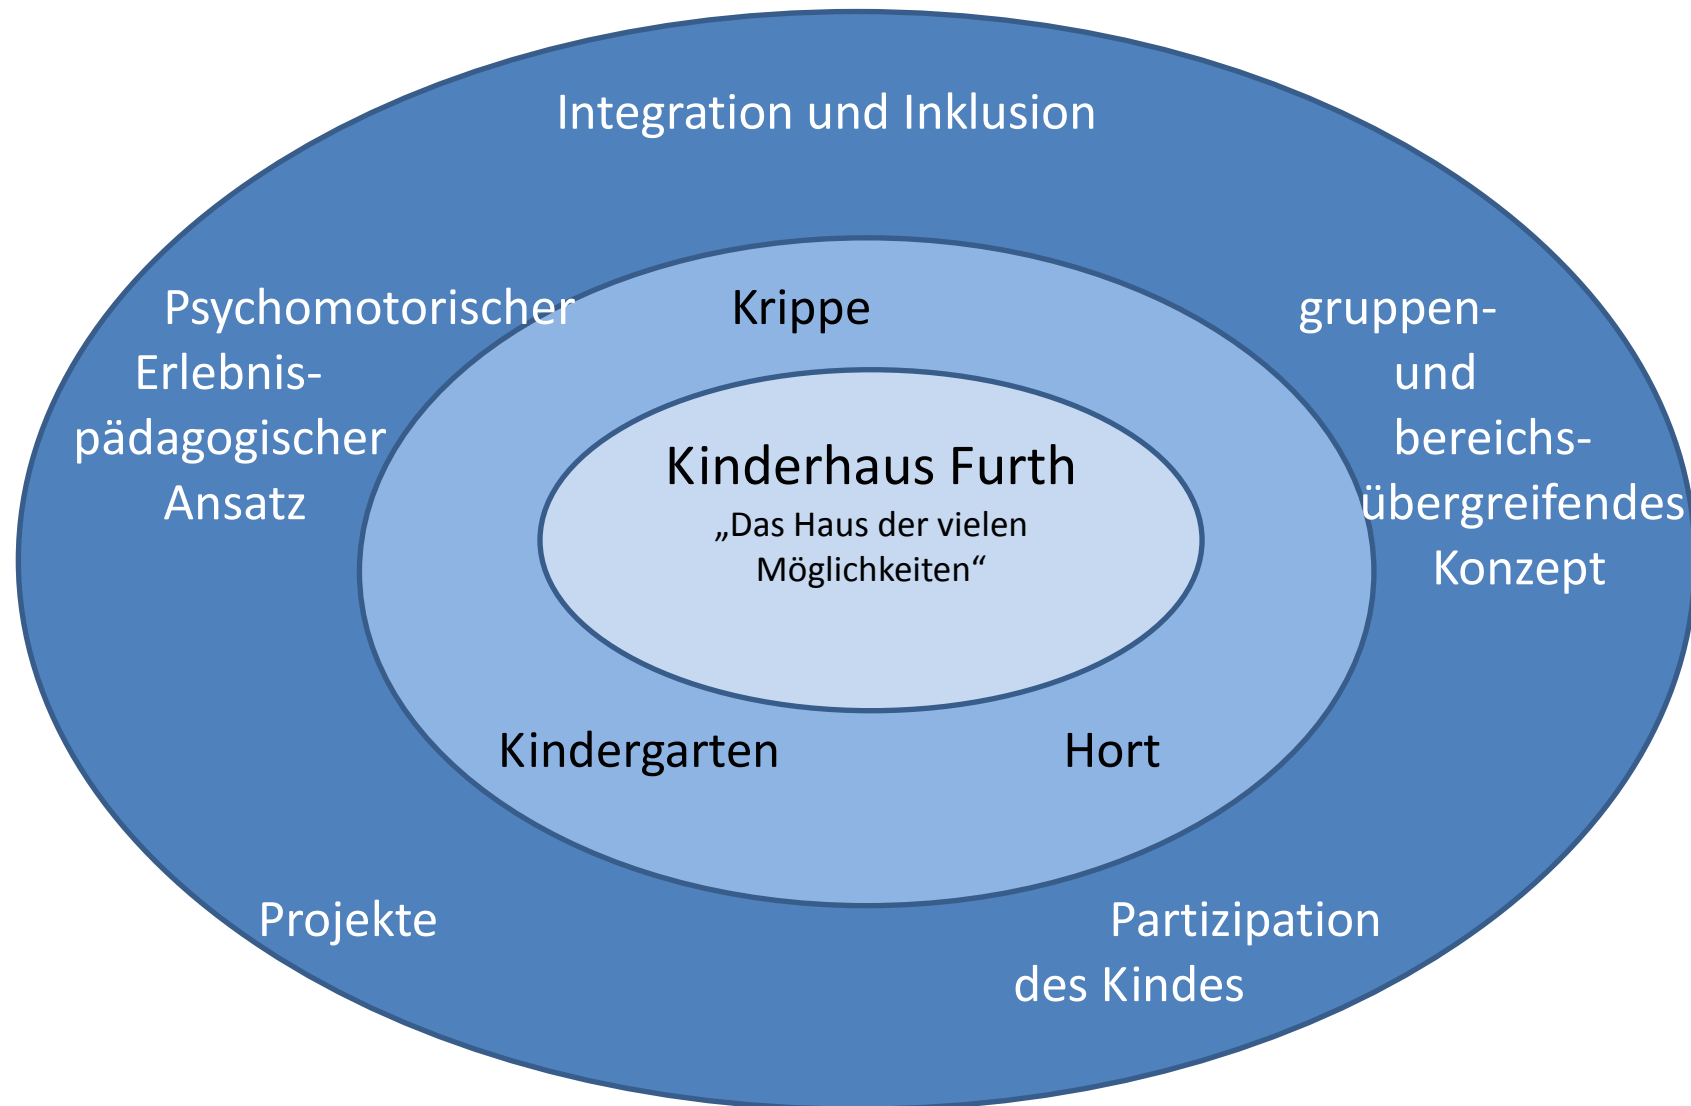 Integration und Inklusion
Psychomotorischer
Erlebnis-
pädagogischer
Ansatz
Krippe
gruppen-
und
bereichs-
übergreifendes
Konzept
Kinderhaus Furth
„Das Haus der vielen
Möglichkeiten“
Kindergarten
Hort
Projekte
Partizipation
des Kindes